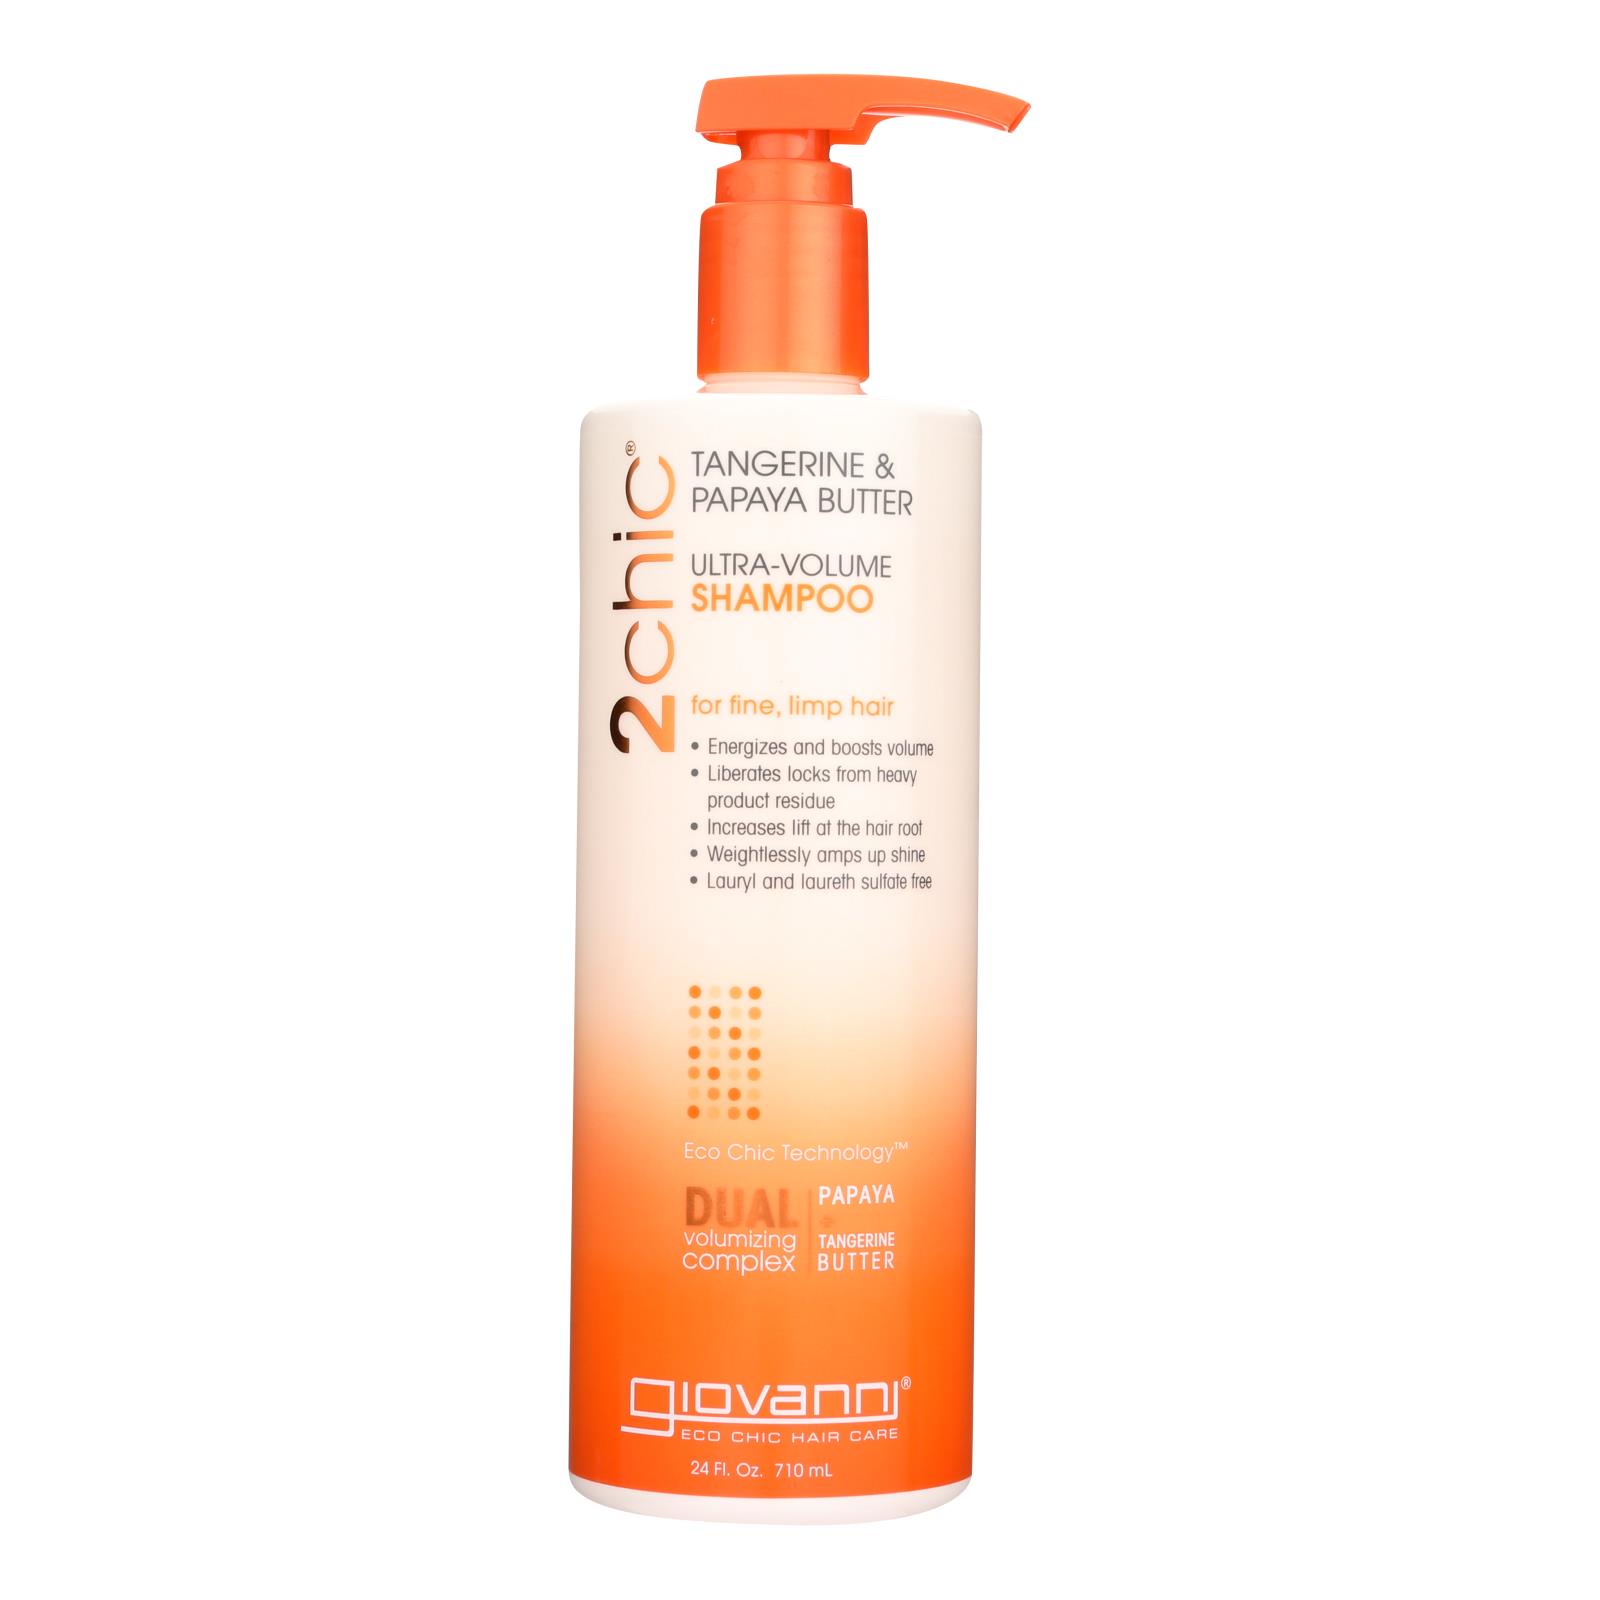 2chic®
TANGERINE &
PAPAYA BUTTER
ULTRA-VOLUME
SHAMPOO
for fine, limp hair
• Energizes and boosts volume
• Liberates locks from heavy
product residue
• Increases lift at the hair root
• Weightlessly amps up shine
• Lauryl and laureth sulfate free
Eco Chic Technology™
DUAL
volumizing
complex
PAPAYA
+
TANGERINE
BUTTER
giovanni®
ECO CHIC HAIR CARE
24 Fl. Oz. 710 mL